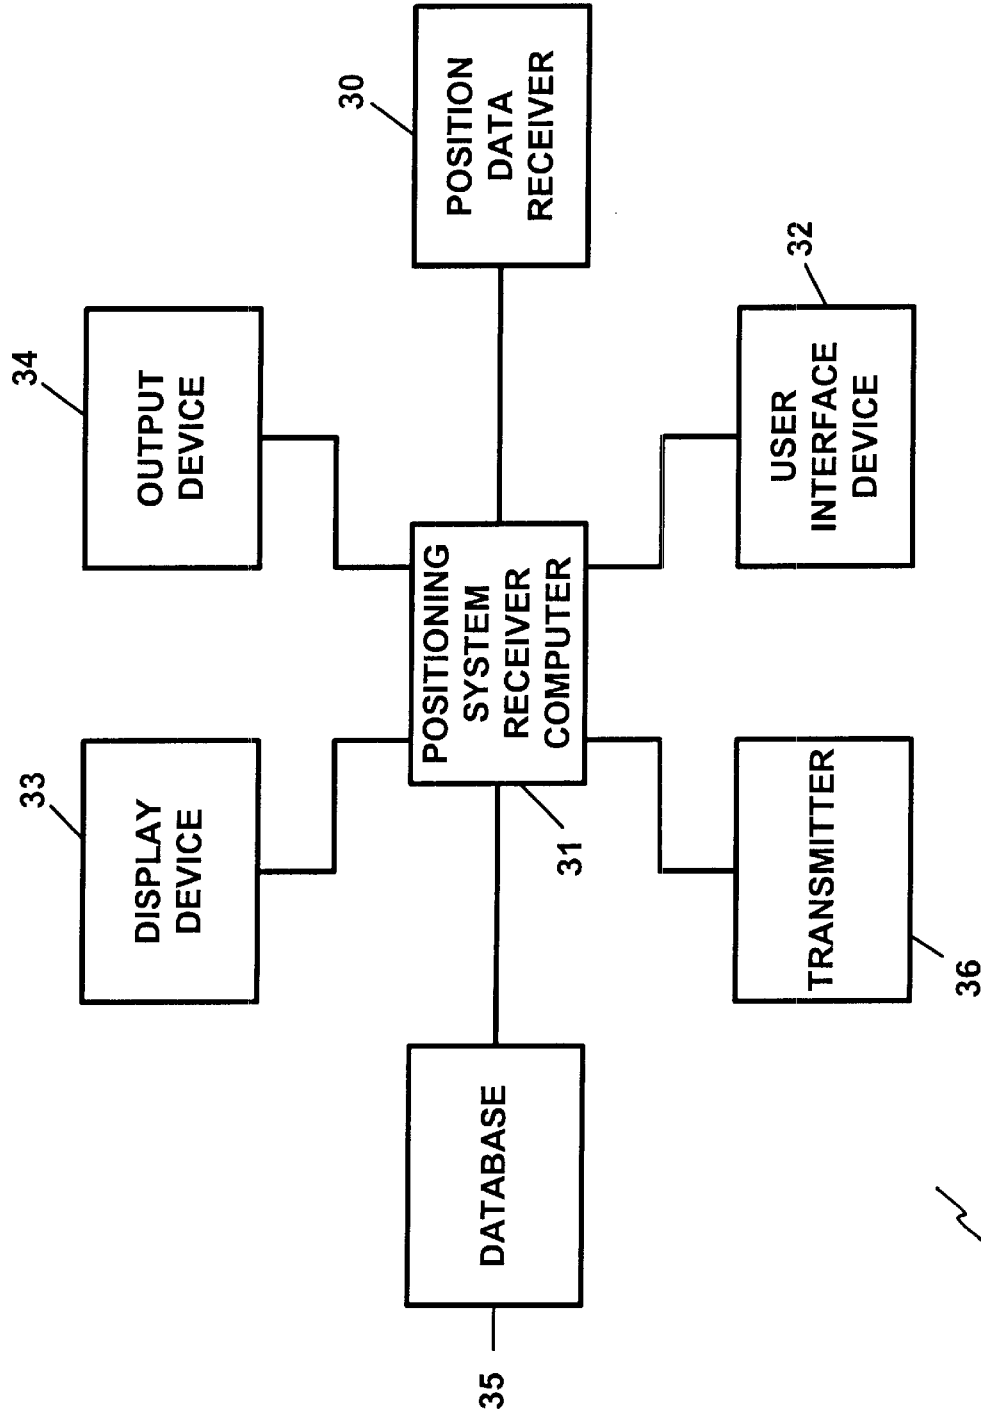 33
DISPLAY
DEVICE
34
OUTPUT
DEVICE
35
DATABASE
POSITIONING
SYSTEM
RECEIVER
COMPUTER
31
30
POSITION
DATA
RECEIVER
TRANSMITTER
36
32
USER
INTERFACE
DEVICE